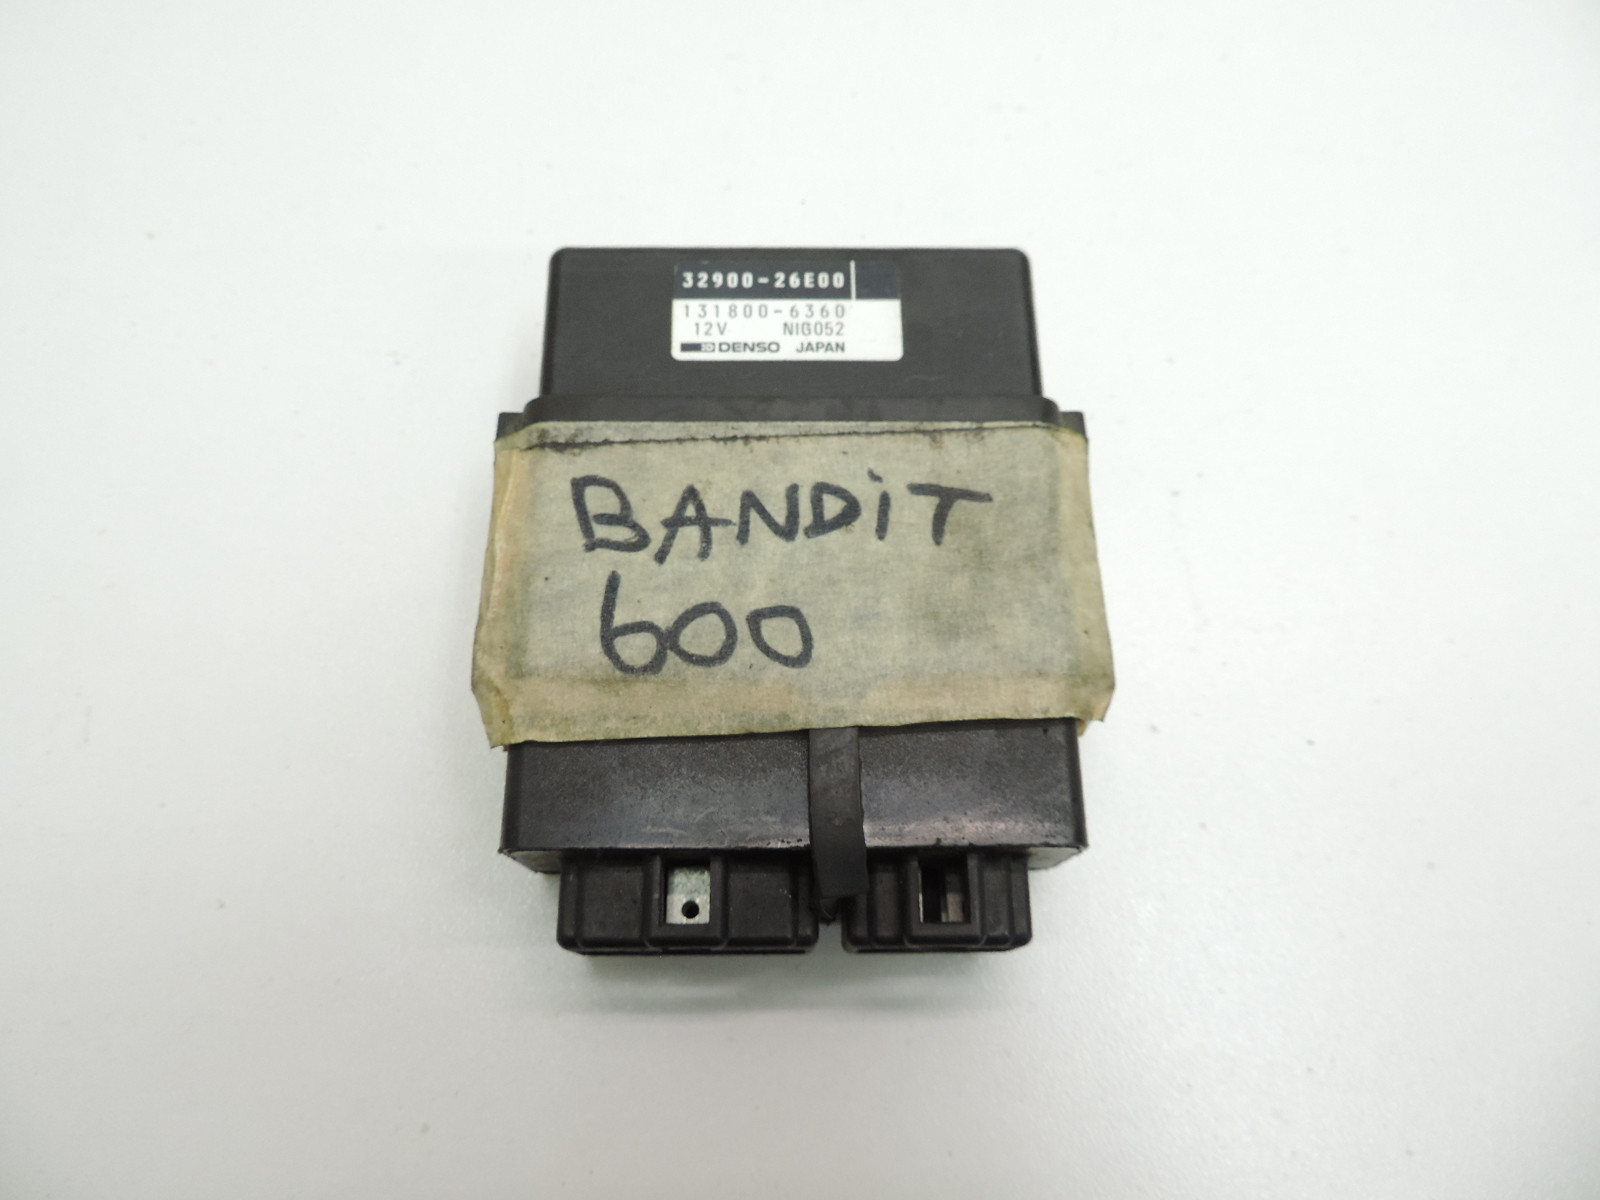 32900-26E00
131800-6360
12V NIG052
DENSO JAPAN
BANDiT
600